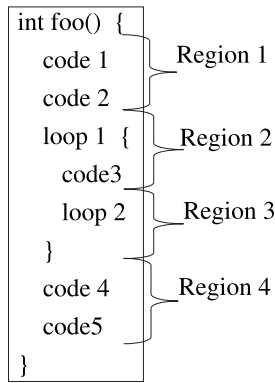 int foo() {
code 1
Region 1
code 2
loop 1 {
Region 2
code3
loop 2
Region 3
}
code 4
Region 4
code5
}